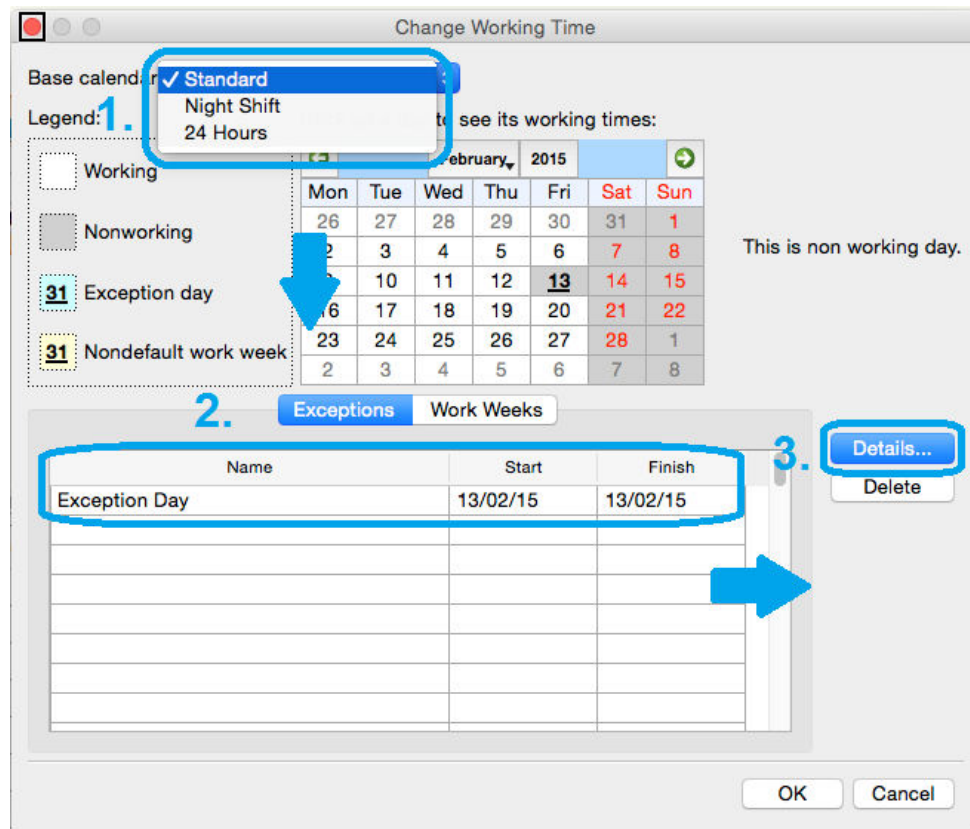 Change Working Time
Base calendar
✓ Standard
Night Shift
24 Hours
1.
Legend:
to see its working times:
Working
Nonworking
31 Exception day
31 Nondefault work week
February 2015
Mon Tue Wed Thu Fri Sat Sun
26 27 28 29 30 31 1
2 3 4 5 6 7 8
10 11 12 13 14 15
16 17 18 19 20 21 22
23 24 25 26 27 28 1
2 3 4 5 6 7 8
This is non working day.
2.
Exceptions Work Weeks
Name Start Finish
Exception Day 13/02/15 13/02/15
3.
Details...
Delete
OK Cancel